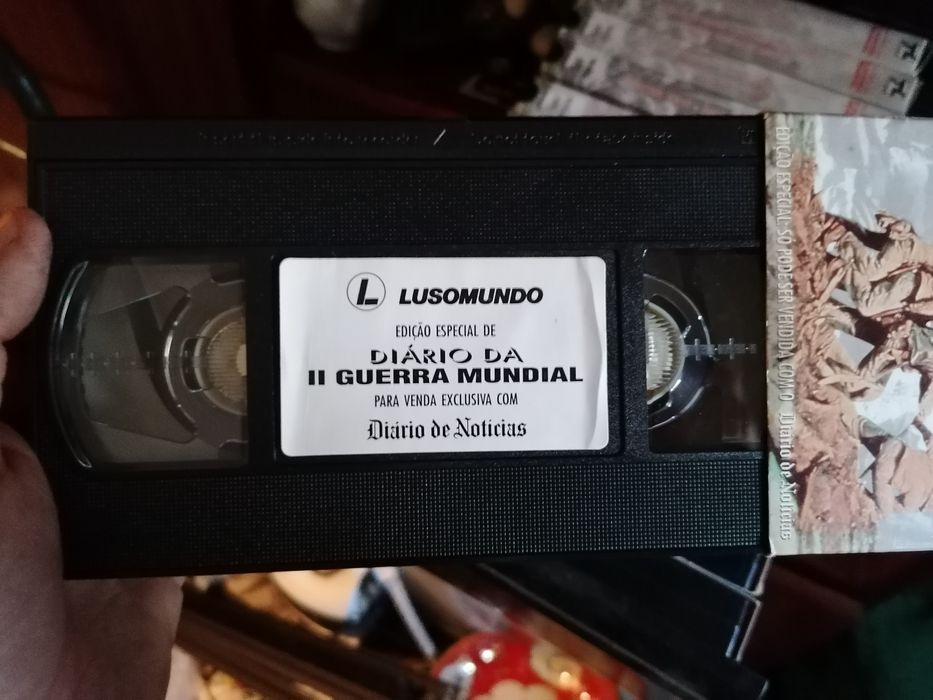 L LUSOMUNDO
EDIÇÃO ESPECIAL DE
DIÁRIO DA
II GUERRA MUNDIAL
PARA VENDA EXCLUSIVA COM
Diário de Notícias
EDIÇÃO ESPECIAL · SÓ PODE SER VENDIDA COM O Diário de Notícias